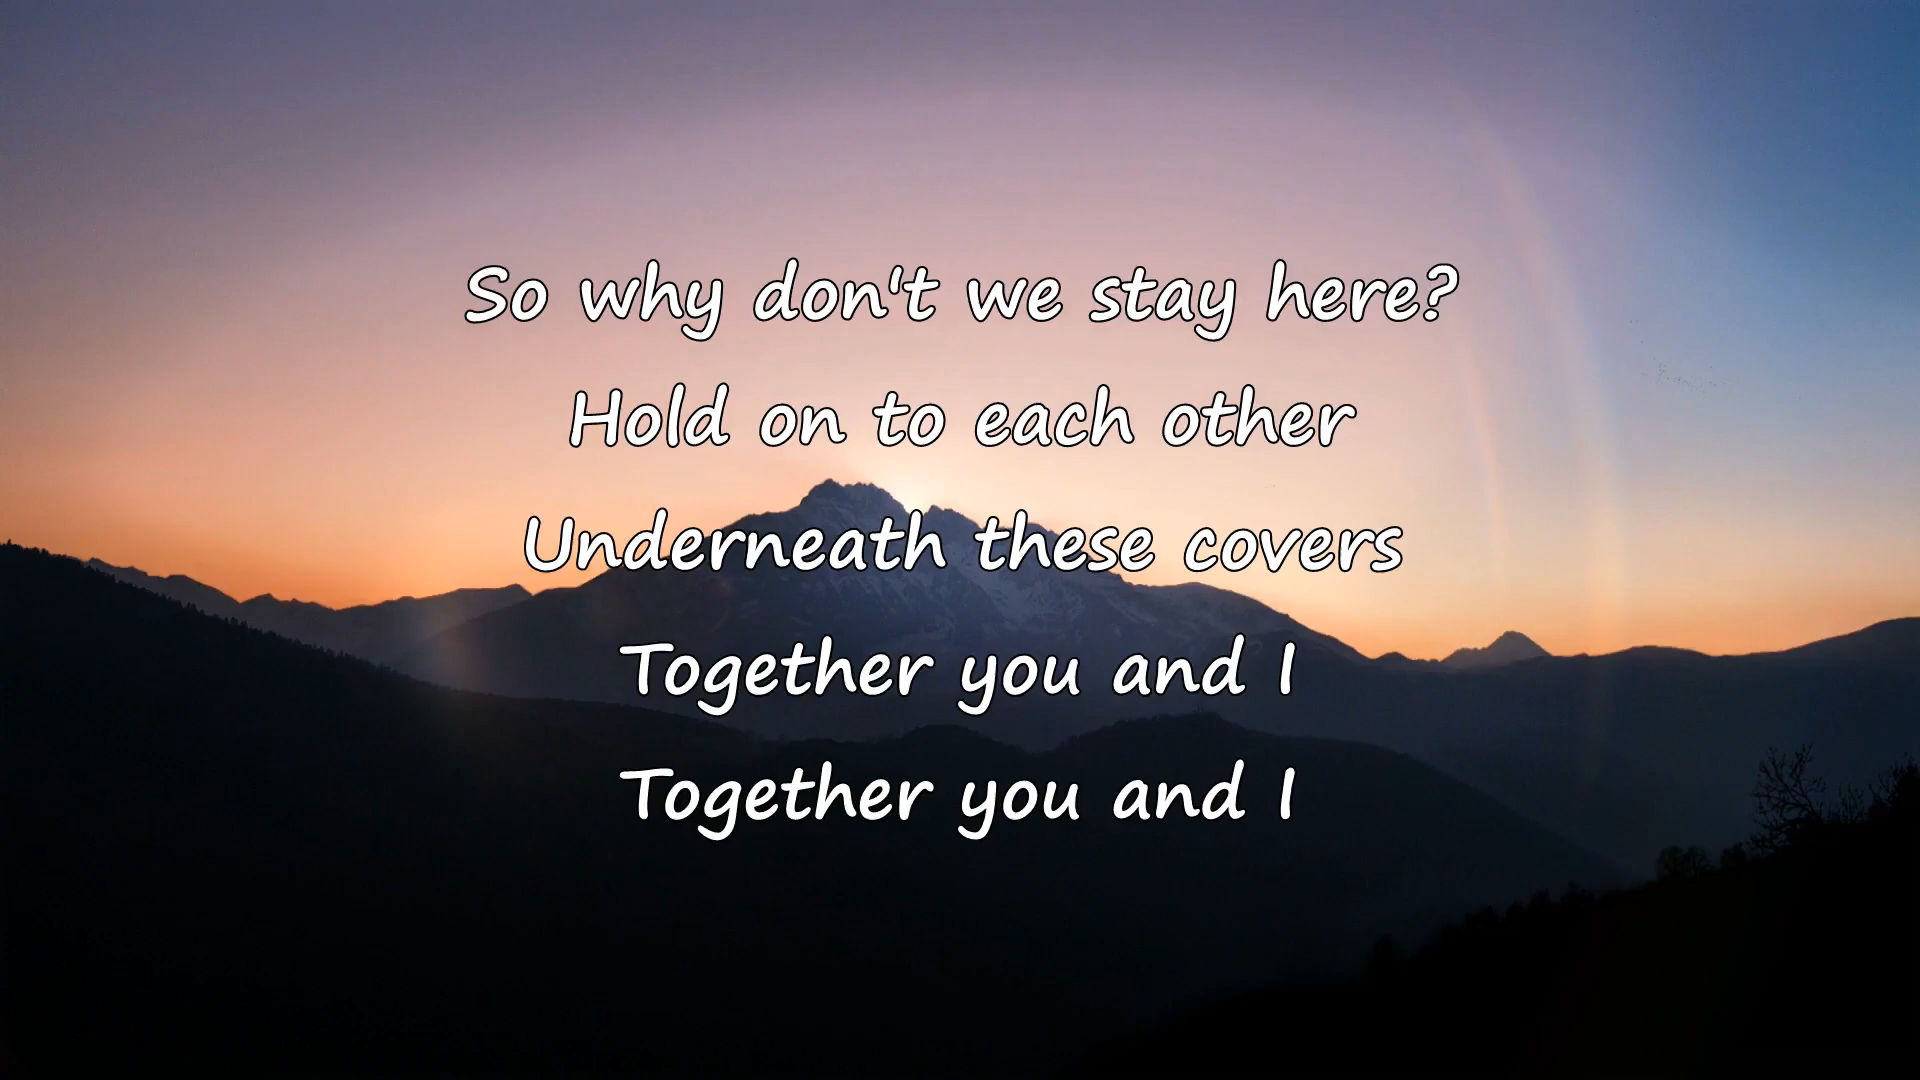 So why don't we stay here?
Hold on to each other
Underneath these covers
Together you and I
Together you and I